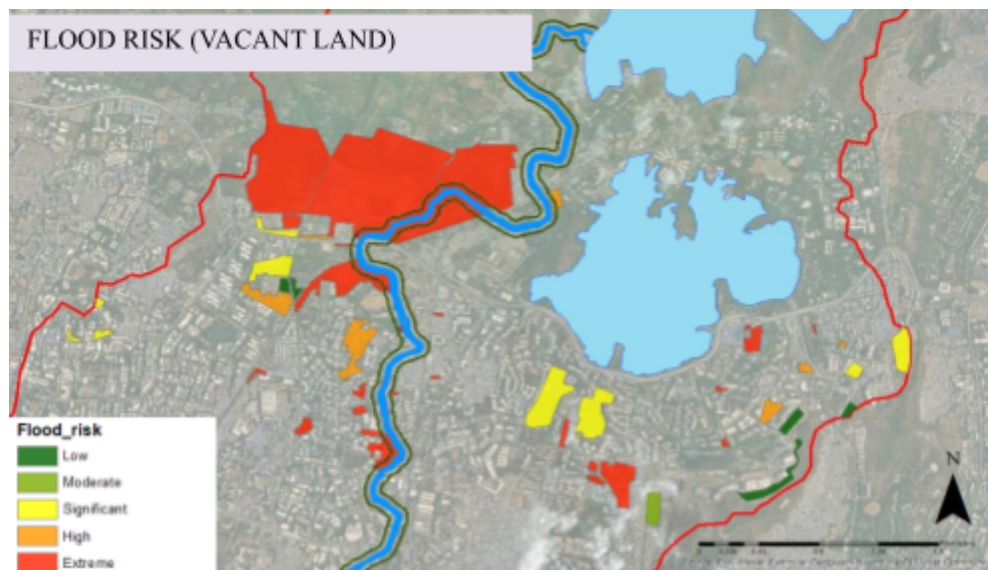 FLOOD RISK (VACANT LAND)
Flood_risk
Low
Moderate
Significant
High
Extreme
N